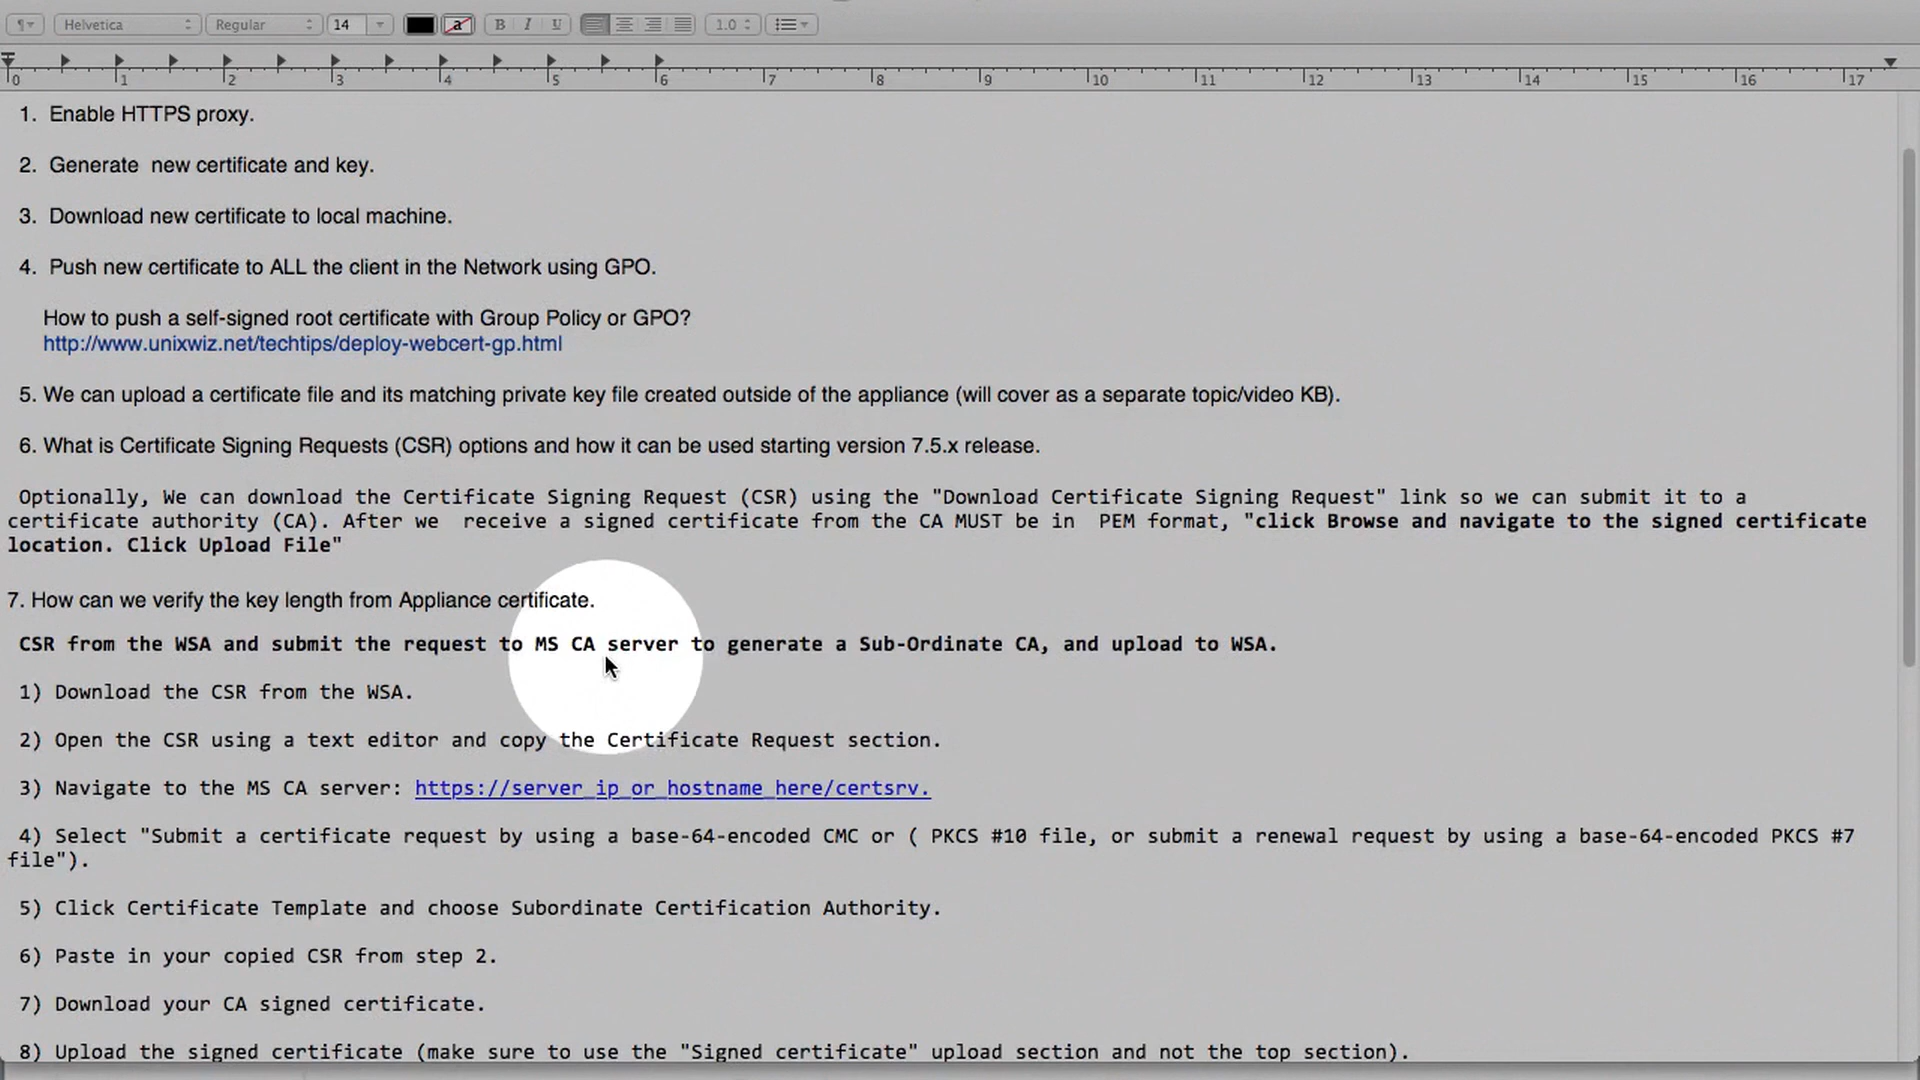 Helvetica Regular 14 a B I U 1.0
0 1 2 3 4 5 6 7 8 9 10 11 12 13 14 15 16 17
1. Enable HTTPS proxy.
2. Generate  new certificate and key.
3. Download new certificate to local machine.
4. Push new certificate to ALL the client in the Network using GPO.
How to push a self-signed root certificate with Group Policy or GPO?
http://www.unixwiz.net/techtips/deploy-webcert-gp.html
5. We can upload a certificate file and its matching private key file created outside of the appliance (will cover as a separate topic/video KB).
6. What is Certificate Signing Requests (CSR) options and how it can be used starting version 7.5.x release.
Optionally, We can download the Certificate Signing Request (CSR) using the "Download Certificate Signing Request" link so we can submit it to a
certificate authority (CA). After we  receive a signed certificate from the CA MUST be in  PEM format, "click Browse and navigate to the signed certificate
location. Click Upload File"
7. How can we verify the key length from Appliance certificate.
CSR from the WSA and submit the request to MS CA server to generate a Sub-Ordinate CA, and upload to WSA.
1) Download the CSR from the WSA.
2) Open the CSR using a text editor and copy the Certificate Request section.
3) Navigate to the MS CA server: https://server_ip_or_hostname_here/certsrv.
4) Select "Submit a certificate request by using a base-64-encoded CMC or ( PKCS #10 file, or submit a renewal request by using a base-64-encoded PKCS #7
file").
5) Click Certificate Template and choose Subordinate Certification Authority.
6) Paste in your copied CSR from step 2.
7) Download your CA signed certificate.
8) Upload the signed certificate (make sure to use the "Signed certificate" upload section and not the top section).